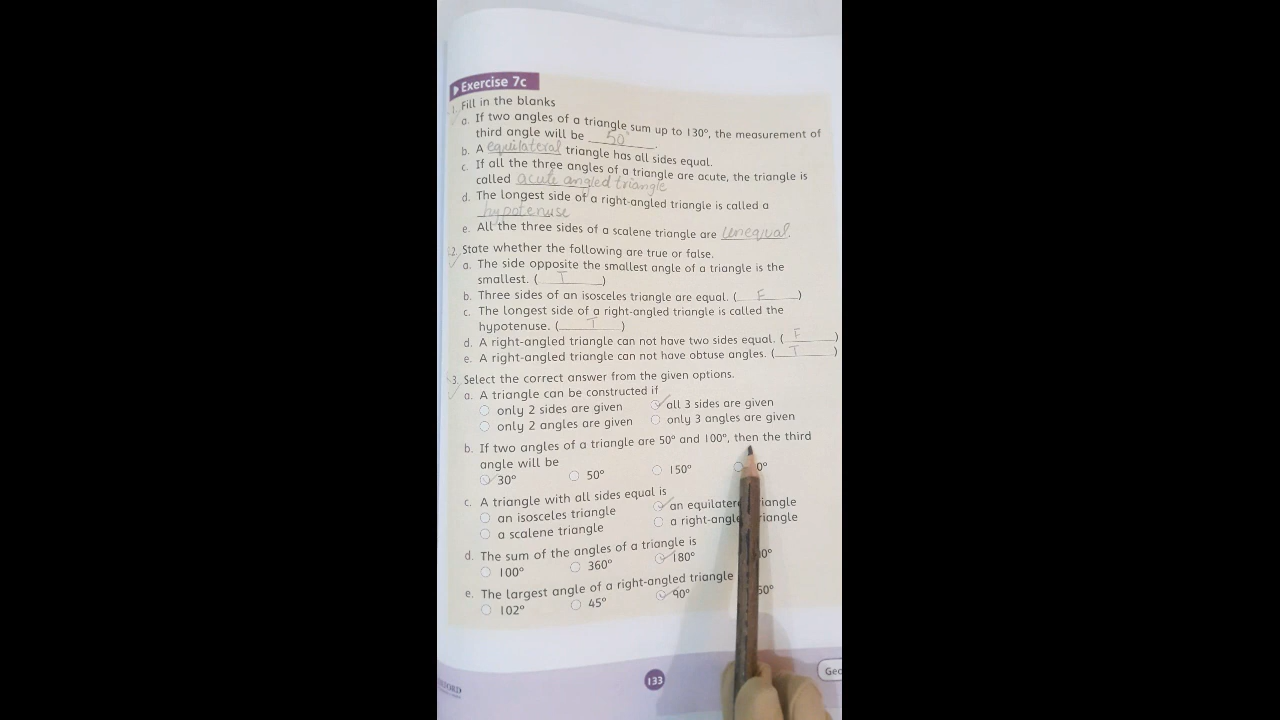 Exercise 7c
1. Fill in the blanks
a. If two angles of a triangle sum up to 130°, the measurement of
third angle will be 50°.
b. A equilateral triangle has all sides equal.
c. If all the three angles of a triangle are acute, the triangle is
called acute angled triangle
d. The longest side of a right-angled triangle is called a
hypotenuse
e. All the three sides of a scalene triangle are unequal.
2. State whether the following are true or false.
a. The side opposite the smallest angle of a triangle is the
smallest. ( T )
b. Three sides of an isosceles triangle are equal. ( F )
c. The longest side of a right-angled triangle is called the
hypotenuse. ( T )
d. A right-angled triangle can not have two sides equal. ( F )
e. A right-angled triangle can not have obtuse angles. ( T )
3. Select the correct answer from the given options.
a. A triangle can be constructed if
only 2 sides are given all 3 sides are given
only 2 angles are given only 3 angles are given
b. If two angles of a triangle are 50° and 100°, then the third
angle will be
30° 50° 150°
c. A triangle with all sides equal is
an isosceles triangle an equilateral triangle
a scalene triangle a right-angle triangle
d. The sum of the angles of a triangle is
100° 360° 180°
e. The largest angle of a right-angled triangle
102° 45° 90°
133